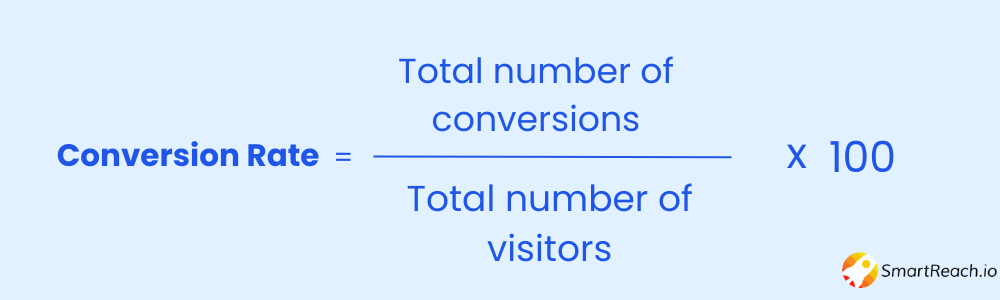 Total number of
conversions
Conversion Rate =
x 100
Total number of
visitors
SmartReach.io